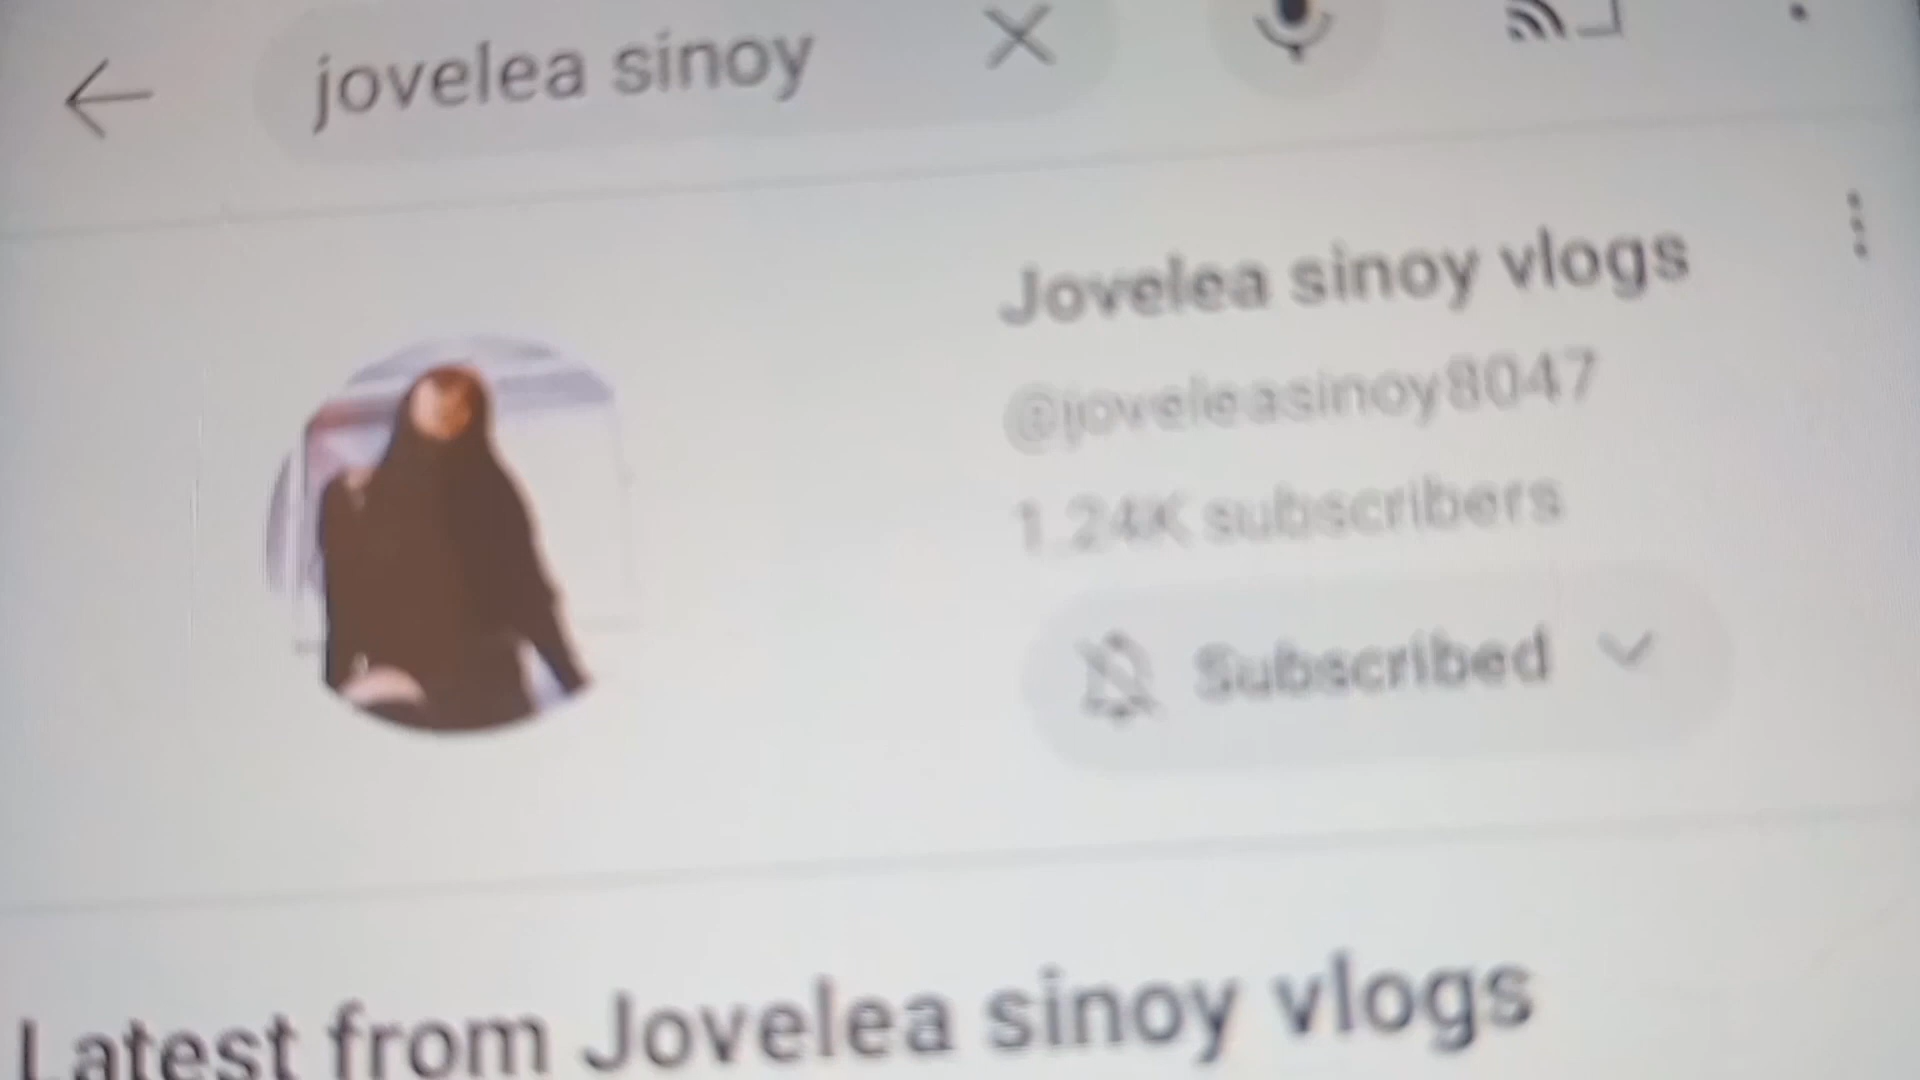 jovelea sinoy
Jovelea sinoy vlogs
@joveleasinoy8047
1.24K subscribers
Subscribed
Latest from Jovelea sinoy vlogs